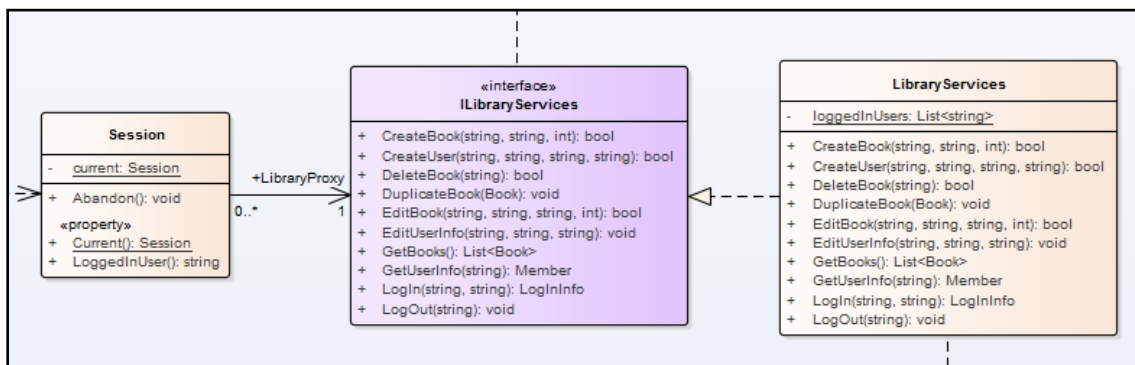 Session
- current: Session
+ Abandon(): void
«property»
+ Current(): Session
+ LoggedInUser(): string
+LibraryProxy
0..*
1
«interface»
ILibraryServices
+ CreateBook(string, string, int): bool
+ CreateUser(string, string, string, string): bool
+ DeleteBook(string): bool
+ DuplicateBook(Book): void
+ EditBook(string, string, string, int): bool
+ EditUserInfo(string, string, string): void
+ GetBooks(): List<Book>
+ GetUserInfo(string): Member
+ LogIn(string, string): LogInInfo
+ LogOut(string): void
LibraryServices
- loggedInUsers: List<string>
+ CreateBook(string, string, int): bool
+ CreateUser(string, string, string, string): bool
+ DeleteBook(string): bool
+ DuplicateBook(Book): void
+ EditBook(string, string, string, int): bool
+ EditUserInfo(string, string, string): void
+ GetBooks(): List<Book>
+ GetUserInfo(string): Member
+ LogIn(string, string): LogInInfo
+ LogOut(string): void